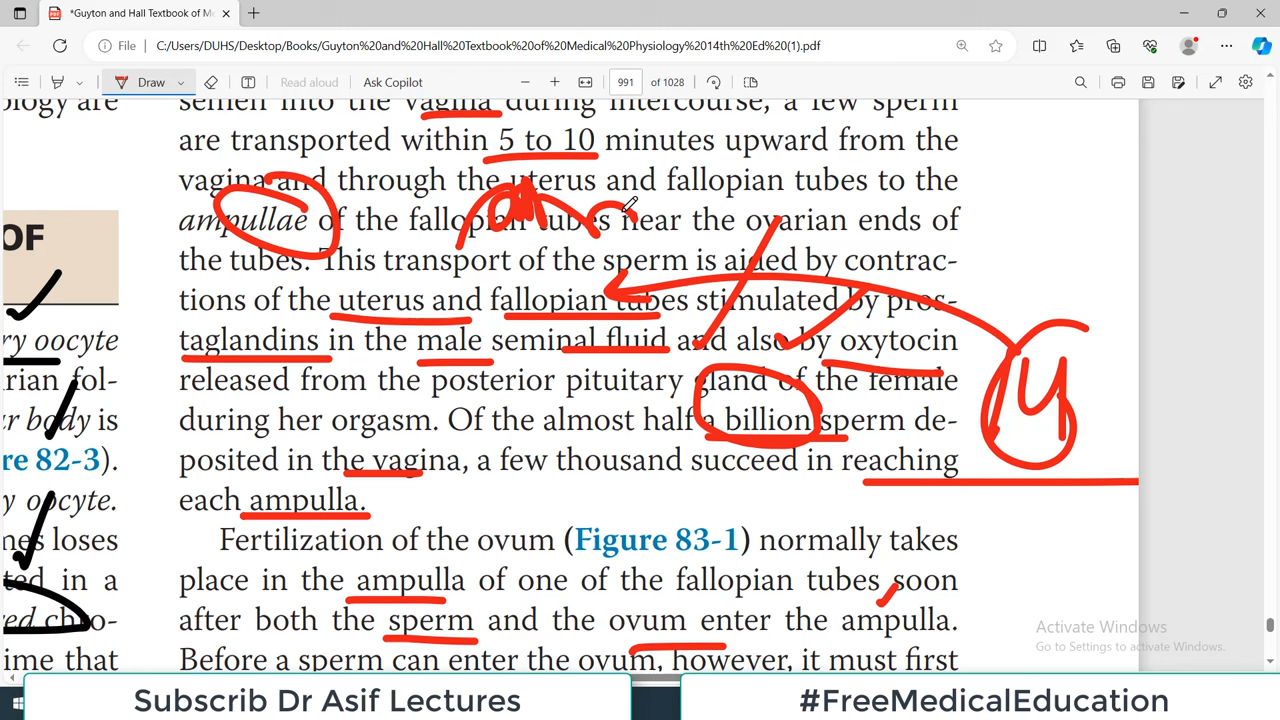 *Guyton and Hall Textbook of Me
File
C:/Users/DUHS/Desktop/Books/Guyton%20and%20Hall%20Textbook%20of%20Medical%20Physiology%2014th%20Ed%20(1).pdf
Draw
Read aloud
Ask Copilot
991 of 1028
ology are
semen into the vagina during intercourse, a few sperm
are transported within 5 to 10 minutes upward from the
vagina and through the uterus and fallopian tubes to the
ampullae of the fallopian tubes near the ovarian ends of
the tubes. This transport of the sperm is aided by contrac-
tions of the uterus and fallopian tubes stimulated by pros-
taglandins in the male seminal fluid and also by oxytocin
released from the posterior pituitary gland of the female
during her orgasm. Of the almost half a billion sperm de-
posited in the vagina, a few thousand succeed in reaching
each ampulla.
Fertilization of the ovum (Figure 83-1) normally takes
place in the ampulla of one of the fallopian tubes soon
after both the sperm and the ovum enter the ampulla.
Before a sperm can enter the ovum, however, it must first
OF
ry oocyte
arian fol-
ar body is
re 82-3).
y oocyte.
mes loses
ted in a
red chro-
ime that
Activate Windows
Go to Settings to activate Windows.
Subscrib Dr Asif Lectures
#FreeMedicalEducation